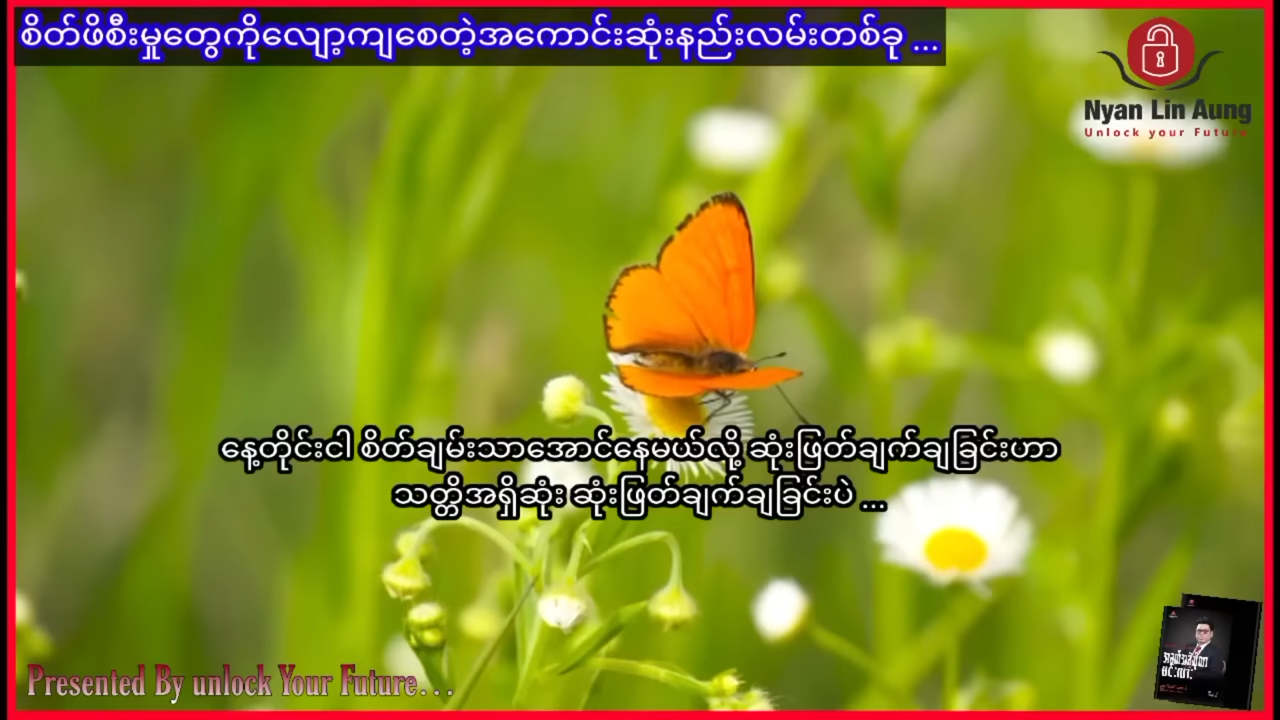 စိတ်ဖိစီးမှုတွေကိုလျော့ကျစေတဲ့အကောင်းဆုံးနည်းလမ်းတစ်ခု ...
Nyan Lin Aung
Unlock your Future
နေ့တိုင်းငါ စိတ်ချမ်းသာအောင်နေမယ်လို့ ဆုံးဖြတ်ချက်ချခြင်းဟာ
သတ္တိအရှိဆုံး ဆုံးဖြတ်ချက်ချခြင်းပဲ ...
Presented By unlock Your Future...